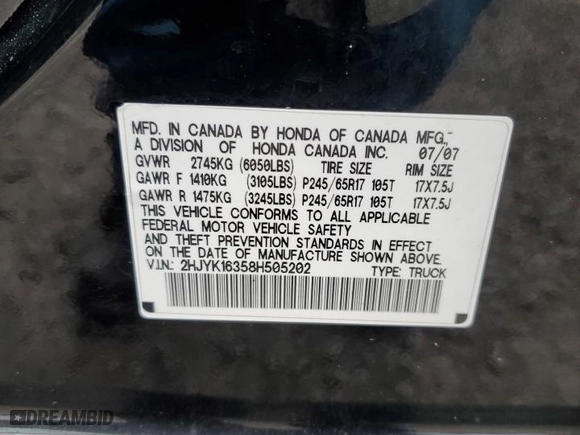 MFD. IN CANADA BY HONDA OF CANADA MFG.,
A DIVISION OF HONDA CANADA INC. 07/07
GVWR 2745KG (6050LBS) TIRE SIZE RIM SIZE
GAWR F 1410KG (3105LBS) P245/65R17 105T 17X7.5J
GAWR R 1475KG (3245LBS) P245/65R17 105T 17X7.5J
THIS VEHICLE CONFORMS TO ALL APPLICABLE
FEDERAL MOTOR VEHICLE SAFETY
AND THEFT PREVENTION STANDARDS IN EFFECT
ON THE DATE OF MANUFACTURE SHOWN ABOVE.
V.I.N.: 2HJYK16358H505202 TYPE: TRUCK
DREAMBID